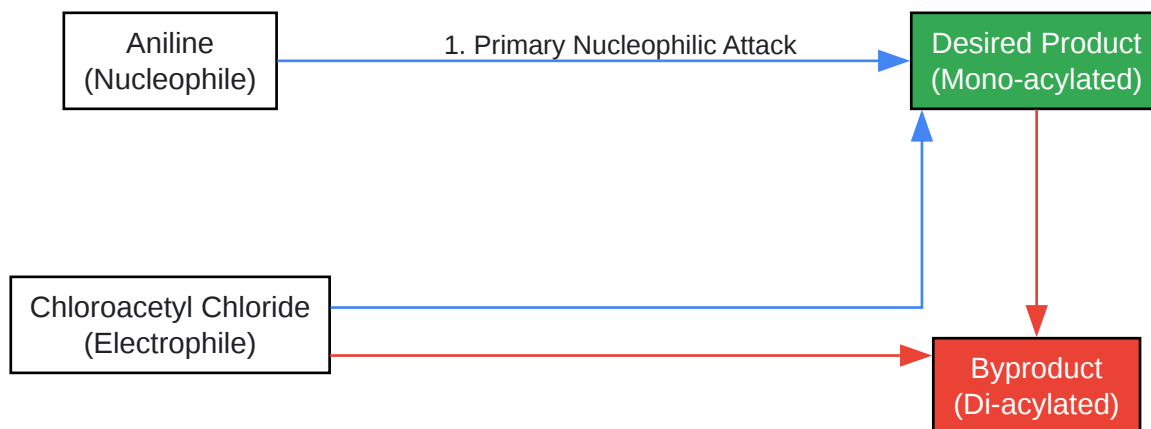 Aniline
(Nucleophile)
1. Primary Nucleophilic Attack
Desired Product
(Mono-acylated)
Chloroacetyl Chloride
(Electrophile)
Byproduct
(Di-acylated)